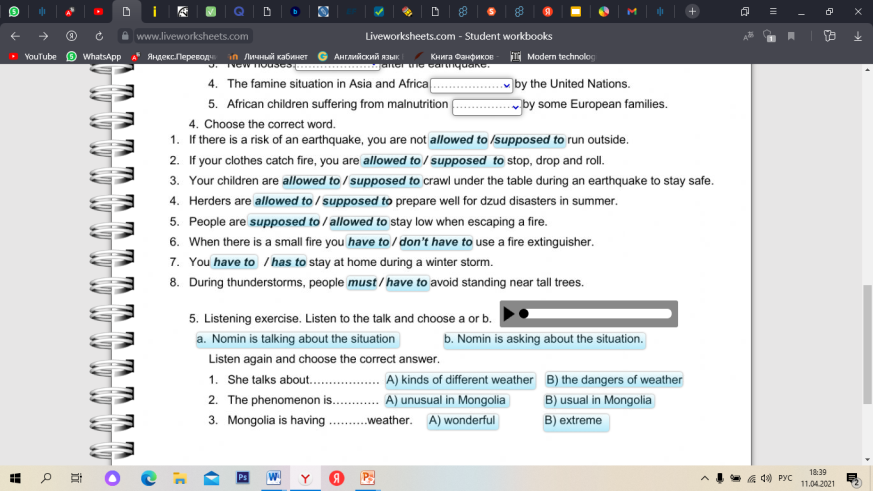 www.liveworksheets.com
Liveworksheets.com - Student workbooks
YouTube
WhatsApp
Яндекс.Переводч
Личный кабинет
Английский язык
Книга Фанфиков -
Modern technolog
3. New houses ..................... after the earthquake.
4. The famine situation in Asia and Africa ..................... by the United Nations.
5. African children suffering from malnutrition ..................... by some European families.
4. Choose the correct word.
1. If there is a risk of an earthquake, you are not allowed to /supposed to run outside.
2. If your clothes catch fire, you are allowed to / supposed to stop, drop and roll.
3. Your children are allowed to / supposed to crawl under the table during an earthquake to stay safe.
4. Herders are allowed to / supposed to prepare well for dzud disasters in summer.
5. People are supposed to / allowed to stay low when escaping a fire.
6. When there is a small fire you have to / don't have to use a fire extinguisher.
7. You have to / has to stay at home during a winter storm.
8. During thunderstorms, people must / have to avoid standing near tall trees.
5. Listening exercise. Listen to the talk and choose a or b.
a. Nomin is talking about the situation b. Nomin is asking about the situation.
Listen again and choose the correct answer.
1. She talks about................. A) kinds of different weather B) the dangers of weather
2. The phenomenon is............ A) unusual in Mongolia B) usual in Mongolia
3. Mongolia is having ..........weather. A) wonderful B) extreme
РУС
18:39
11.04.2021
2